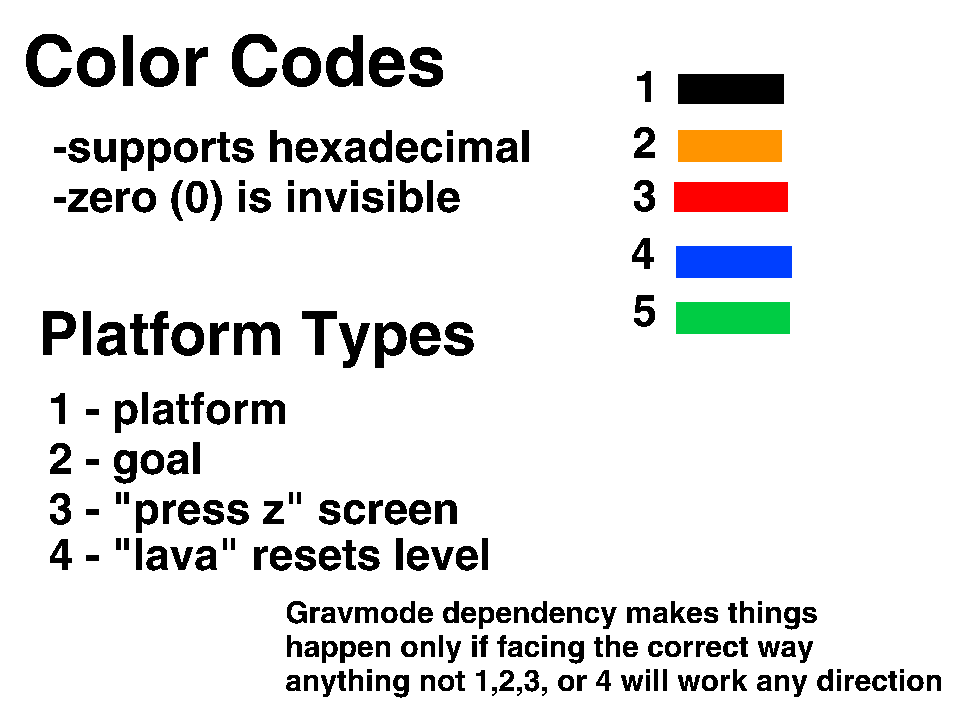 Color Codes
-supports hexadecimal
-zero (0) is invisible
1
2
3
4
5
Platform Types
1 - platform
2 - goal
3 - "press z" screen
4 - "lava" resets level
Gravmode dependency makes things
happen only if facing the correct way
anything not 1,2,3, or 4 will work any direction